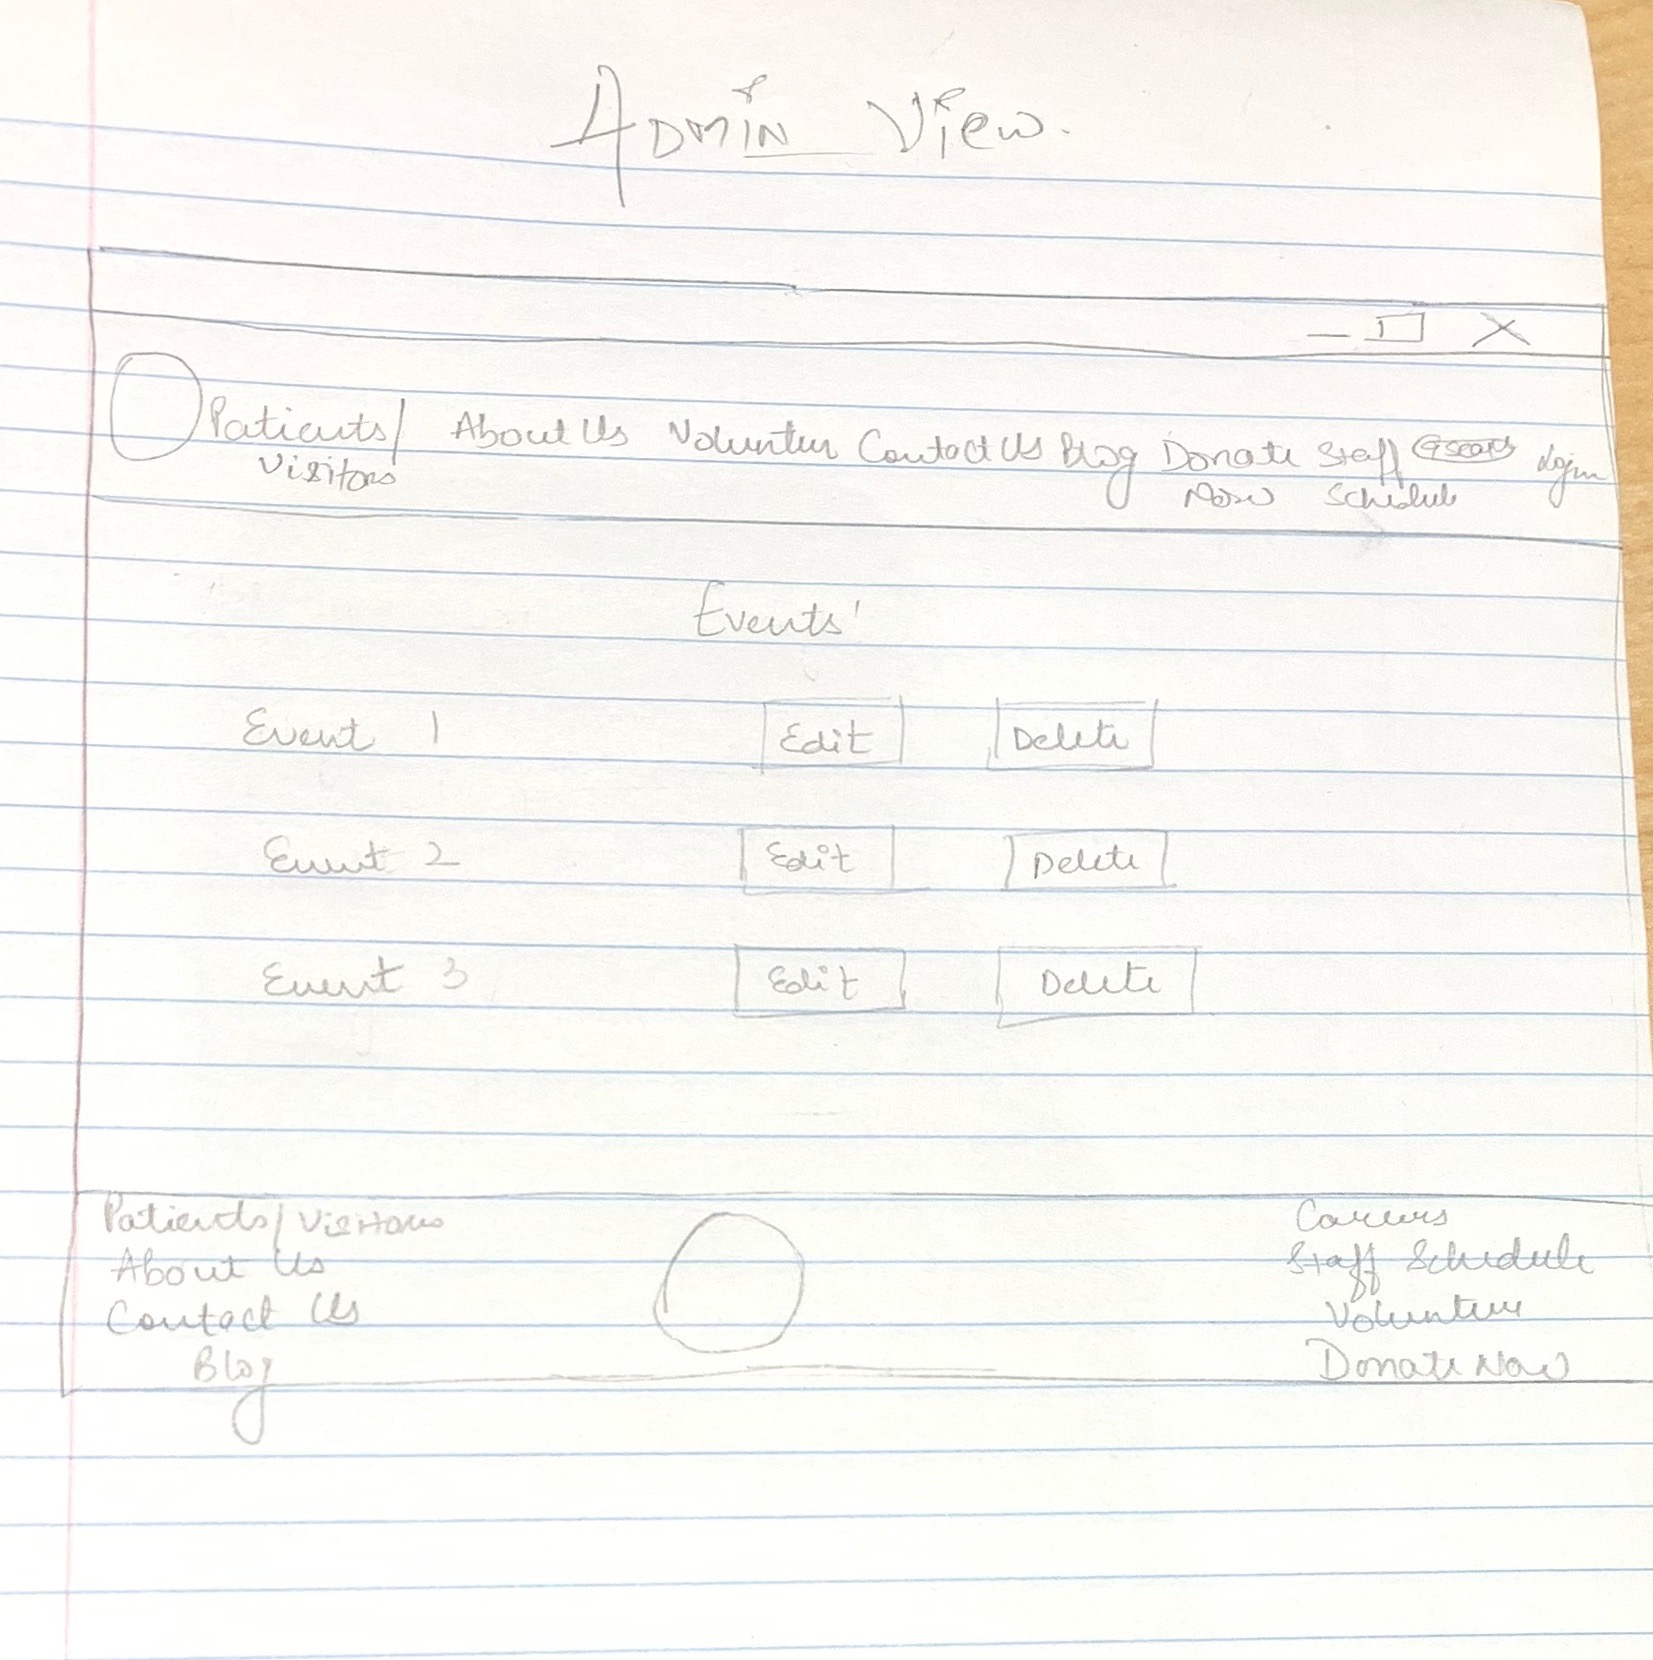 Admin View.
Patients/ About Us Volunteer Contact Us Blog Donate Staff Search Login
Visitors Now Schedule
Events
Event 1 Edit Delete
Event 2 Edit Delete
Event 3 Edit Delete
Patients/Visitors Careers
About Us Staff Schedule
Contact Us Volunteer
Blog Donate Now